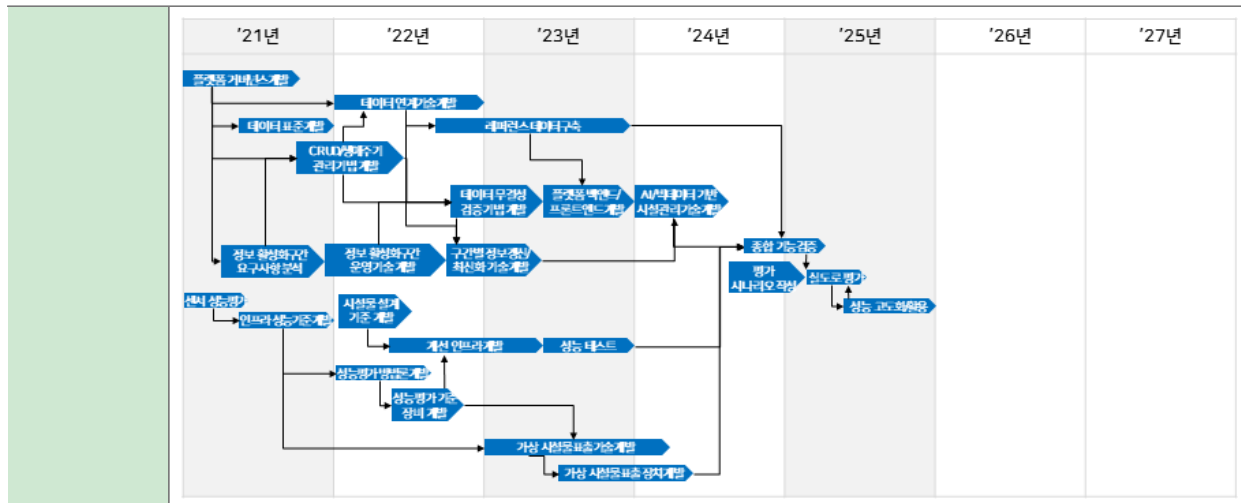 '21년 '22년 '23년 '24년 '25년 '26년 '27년
플랫폼 거버넌스 개발
데이터 연계기술 개발
데이터 표준 개발
레퍼런스 데이터 구축
CRUD/생애주기
관리기법 개발
데이터 무결성
검증기법 개발
플랫폼 백엔드/
프론트엔드 개발
AI/빅데이터 기반
시설관리기술 개발
정보 활성화구간
요구사항 분석
정보 활성화구간
운영기술 개발
구간별 정보갱신/
최신화 기술개발
종합 기능검증
평가
시나리오 작성
실도로 평가
성능 고도화/활용
센서 성능평가
인프라 성능기준 개발
시설물 설계
기준 개발
개선 인프라 개발
성능 테스트
성능평가 방법론 개발
성능평가 기준
장비 개발
가상 시설물 표출 기술 개발
가상 시설물 표출 장치 개발